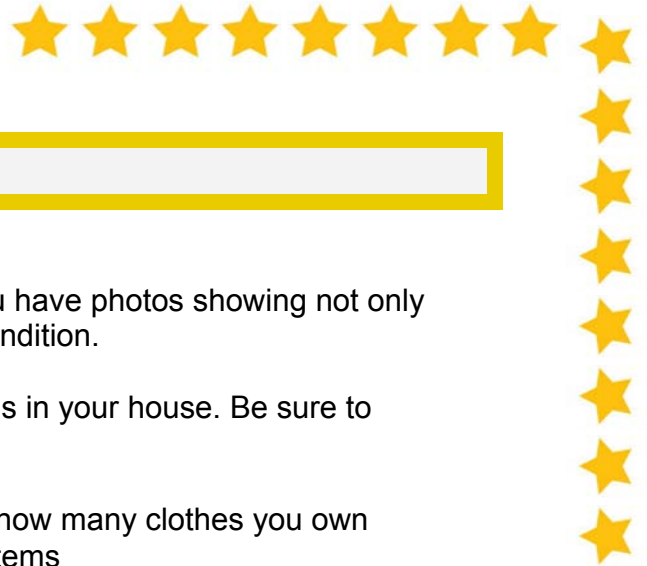 have photos showing not only
ndition.
s in your house. Be sure to
how many clothes you own
tems